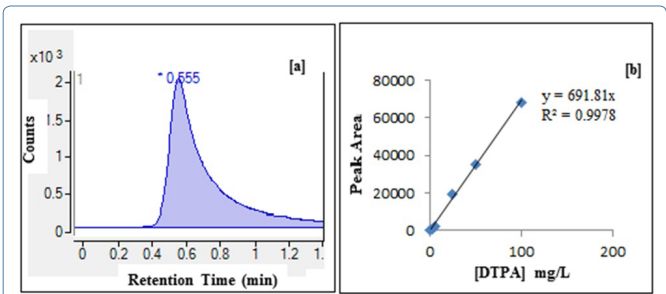 x10 3
1
* 0.555
[a]
2
1.5
1
0.5
0
0 0.2 0.4 0.6 0.8 1 1.2 1.
Counts
Retention Time (min)
[b]
80000
60000
40000
20000
0
0 100 200
y = 691.81x
R² = 0.9978
Peak Area
[DTPA] mg/L